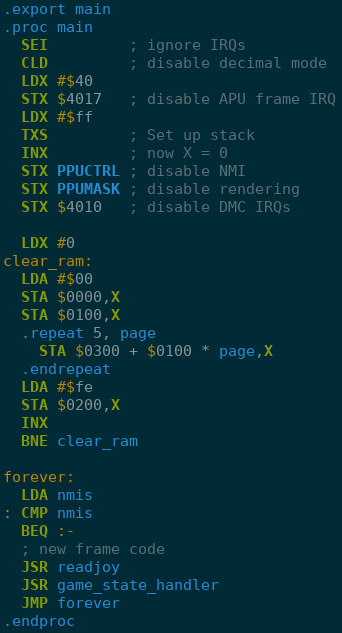 .export main
.proc main
  SEI         ; ignore IRQs
  CLD         ; disable decimal mode
  LDX #$40
  STX $4017   ; disable APU frame IRQ
  LDX #$ff
  TXS         ; Set up stack
  INX         ; now X = 0
  STX PPUCTRL ; disable NMI
  STX PPUMASK ; disable rendering
  STX $4010   ; disable DMC IRQs

  LDX #0
clear_ram:
  LDA #$00
  STA $0000,X
  STA $0100,X
  .repeat 5, page
    STA $0300 + $0100 * page,X
  .endrepeat
  LDA #$fe
  STA $0200,X
  INX
  BNE clear_ram

forever:
  LDA nmis
: CMP nmis
  BEQ :-
  ; new frame code
  JSR readjoy
  JSR game_state_handler
  JMP forever
.endproc